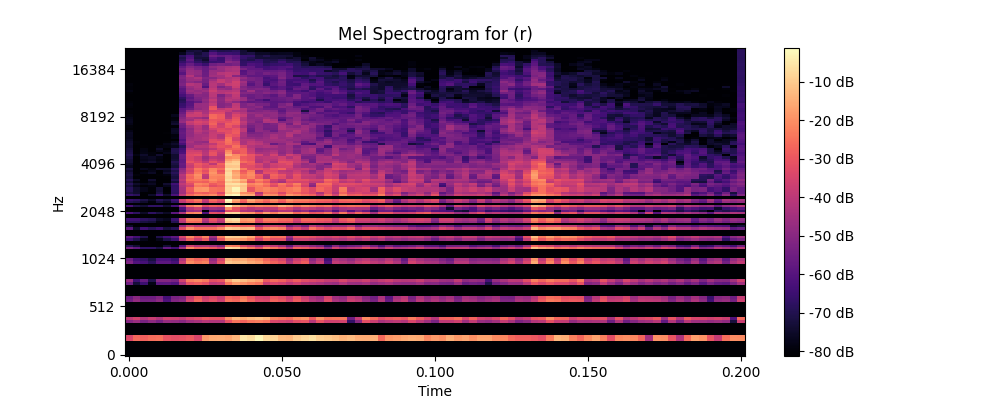 Mel Spectrogram for (r)
Hz
16384
8192
4096
2048
1024
512
0
0.000 0.050 0.100 0.150 0.200
Time
-10 dB
-20 dB
-30 dB
-40 dB
-50 dB
-60 dB
-70 dB
-80 dB